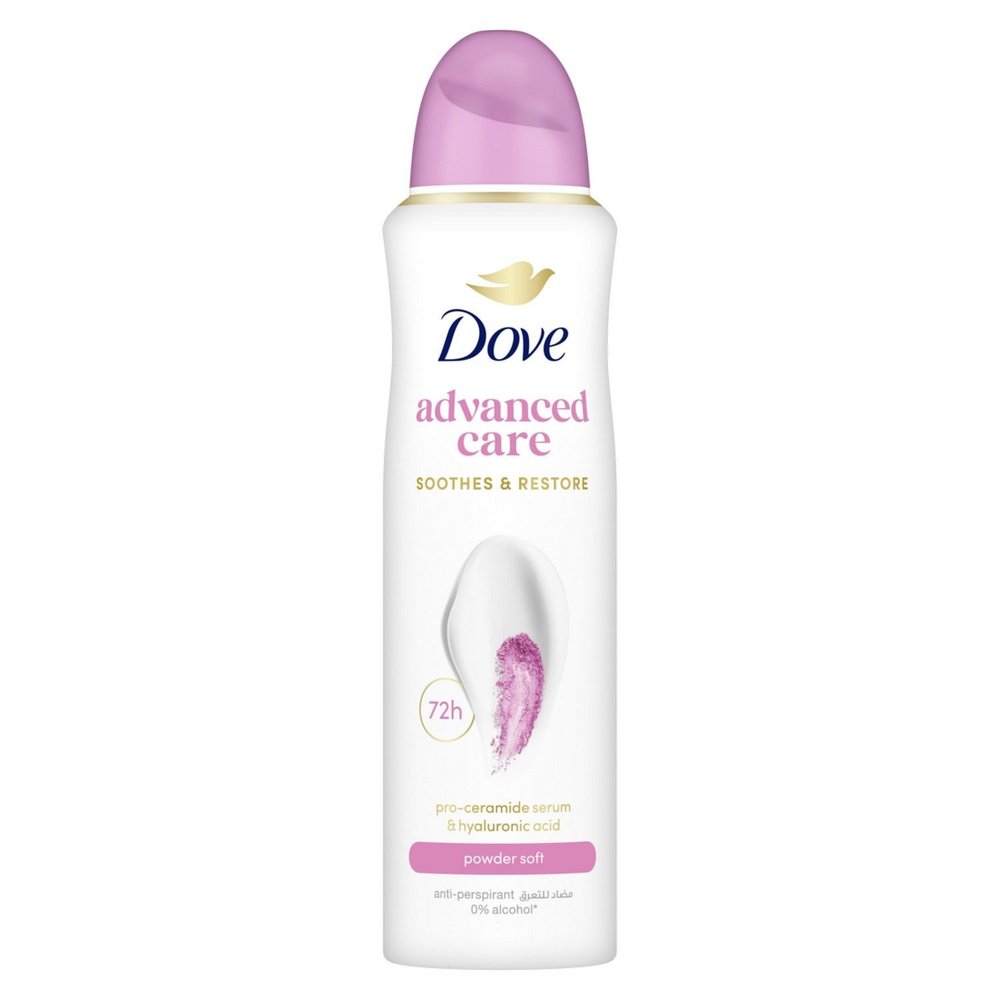 Dove
advanced
care
SOOTHES & RESTORE
72h
pro-ceramide serum
& hyaluronic acid
powder soft
anti-perspirant مضاد للتعرق
0% alcohol*